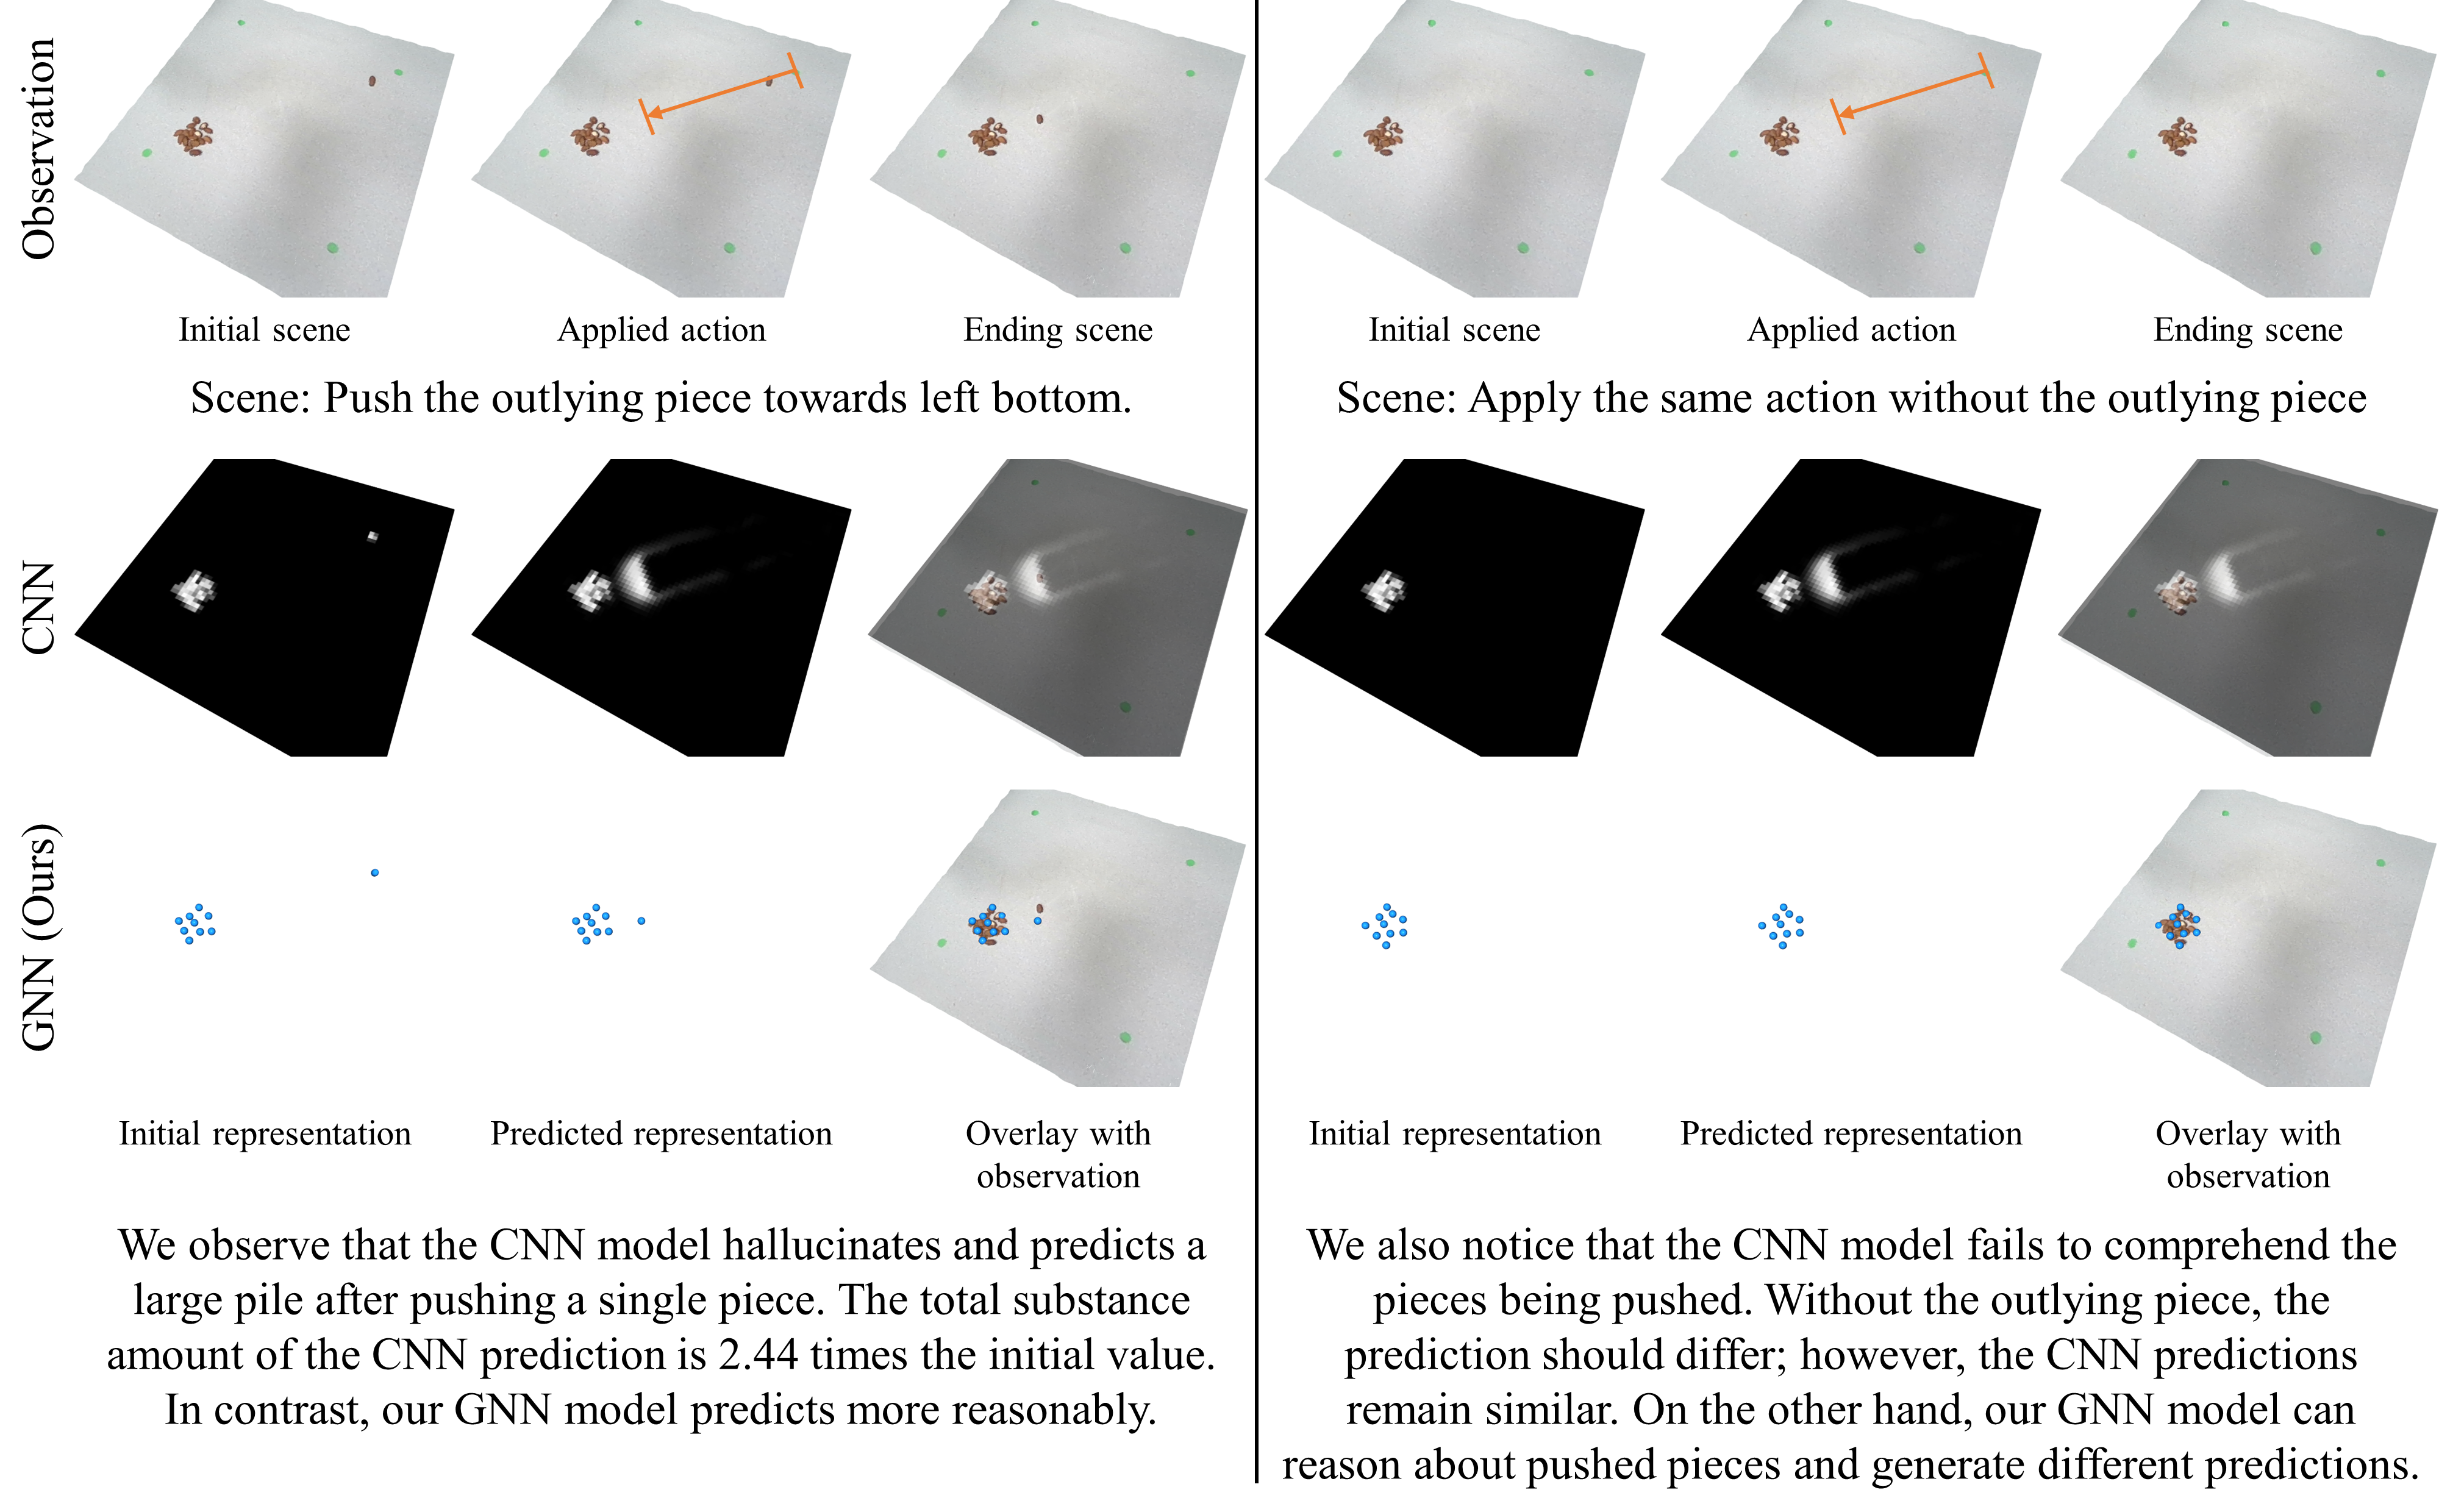 Observation
Initial scene
Applied action
Ending scene
Scene: Push the outlying piece towards left bottom.
Initial scene
Applied action
Ending scene
Scene: Apply the same action without the outlying piece
CNN
GNN (Ours)
Initial representation
Predicted representation
Overlay with
observation
Initial representation
Predicted representation
Overlay with
observation
We observe that the CNN model hallucinates and predicts a
large pile after pushing a single piece. The total substance
amount of the CNN prediction is 2.44 times the initial value.
In contrast, our GNN model predicts more reasonably.
We also notice that the CNN model fails to comprehend the
pieces being pushed. Without the outlying piece, the
prediction should differ; however, the CNN predictions
remain similar. On the other hand, our GNN model can
reason about pushed pieces and generate different predictions.